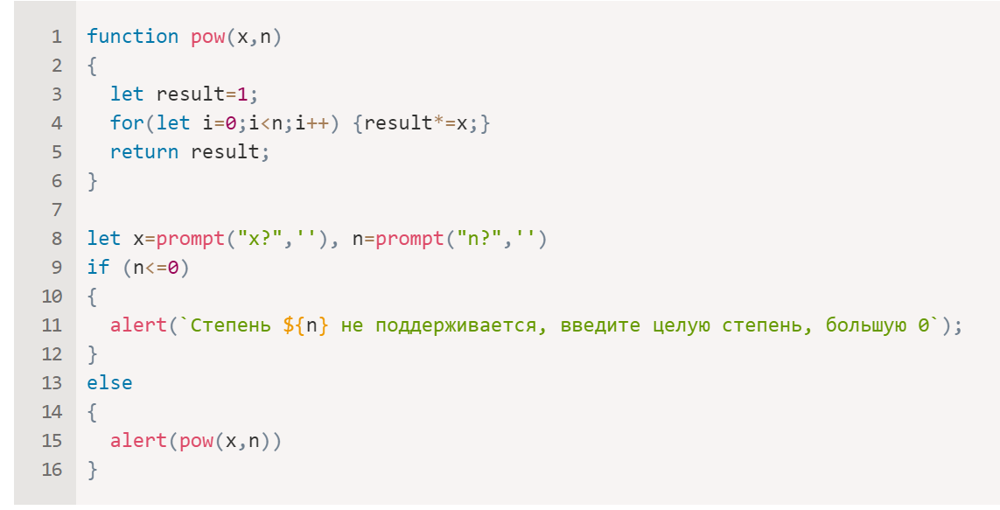 1 function pow(x,n)
2 {
3   let result=1;
4   for(let i=0;i<n;i++) {result*=x;}
5   return result;
6 }
7
8 let x=prompt("x?",''), n=prompt("n?",'')
9 if (n<=0)
10 {
11   alert(`Степень ${n} не поддерживается, введите целую степень, большую 0`);
12 }
13 else
14 {
15   alert(pow(x,n))
16 }